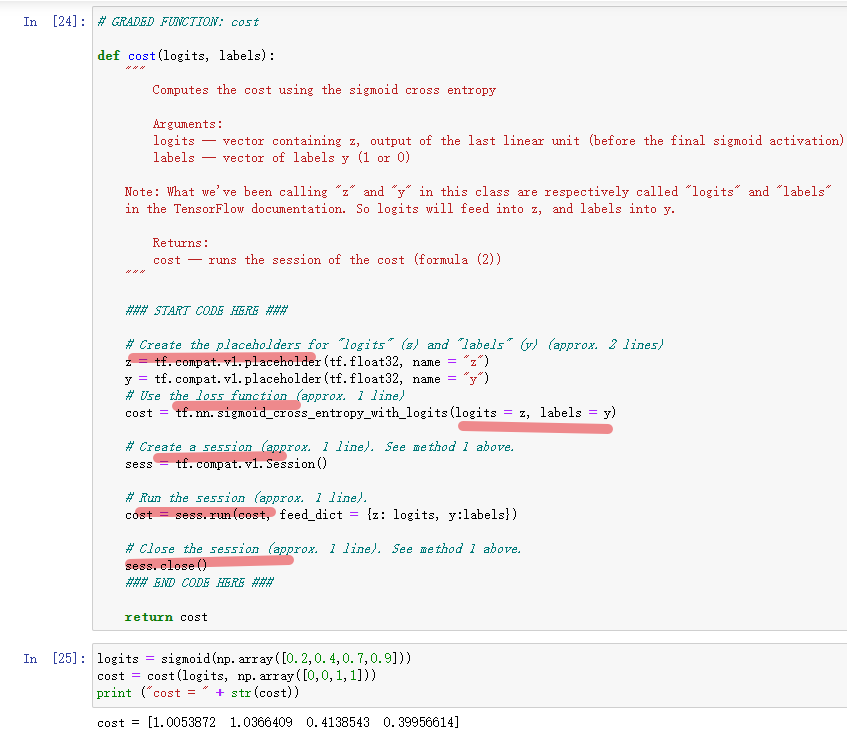 In [24]: # GRADED FUNCTION: cost
def cost(logits, labels):
"""
Computes the cost using the sigmoid cross entropy
Arguments:
logits — vector containing z, output of the last linear unit (before the final sigmoid activation)
labels — vector of labels y (1 or 0)
Note: What we've been calling "z" and "y" in this class are respectively called "logits" and "labels"
in the TensorFlow documentation. So logits will feed into z, and labels into y.
Returns:
cost — runs the session of the cost (formula (2))
"""
### START CODE HERE ###
# Create the placeholders for "logits" (z) and "labels" (y) (approx. 2 lines)
z = tf.compat.v1.placeholder(tf.float32, name = "z")
y = tf.compat.v1.placeholder(tf.float32, name = "y")
# Use the loss function (approx. 1 line)
cost = tf.nn.sigmoid_cross_entropy_with_logits(logits = z, labels = y)
# Create a session (approx. 1 line). See method 1 above.
sess = tf.compat.v1.Session()
# Run the session (approx. 1 line).
cost = sess.run(cost, feed_dict = {z: logits, y:labels})
# Close the session (approx. 1 line). See method 1 above.
sess.close()
### END CODE HERE ###
return cost
In [25]: logits = sigmoid(np.array([0.2,0.4,0.7,0.9]))
cost = cost(logits, np.array([0,0,1,1]))
print ("cost = " + str(cost))
cost = [1.0053872 1.0366409 0.4138543 0.39956614]